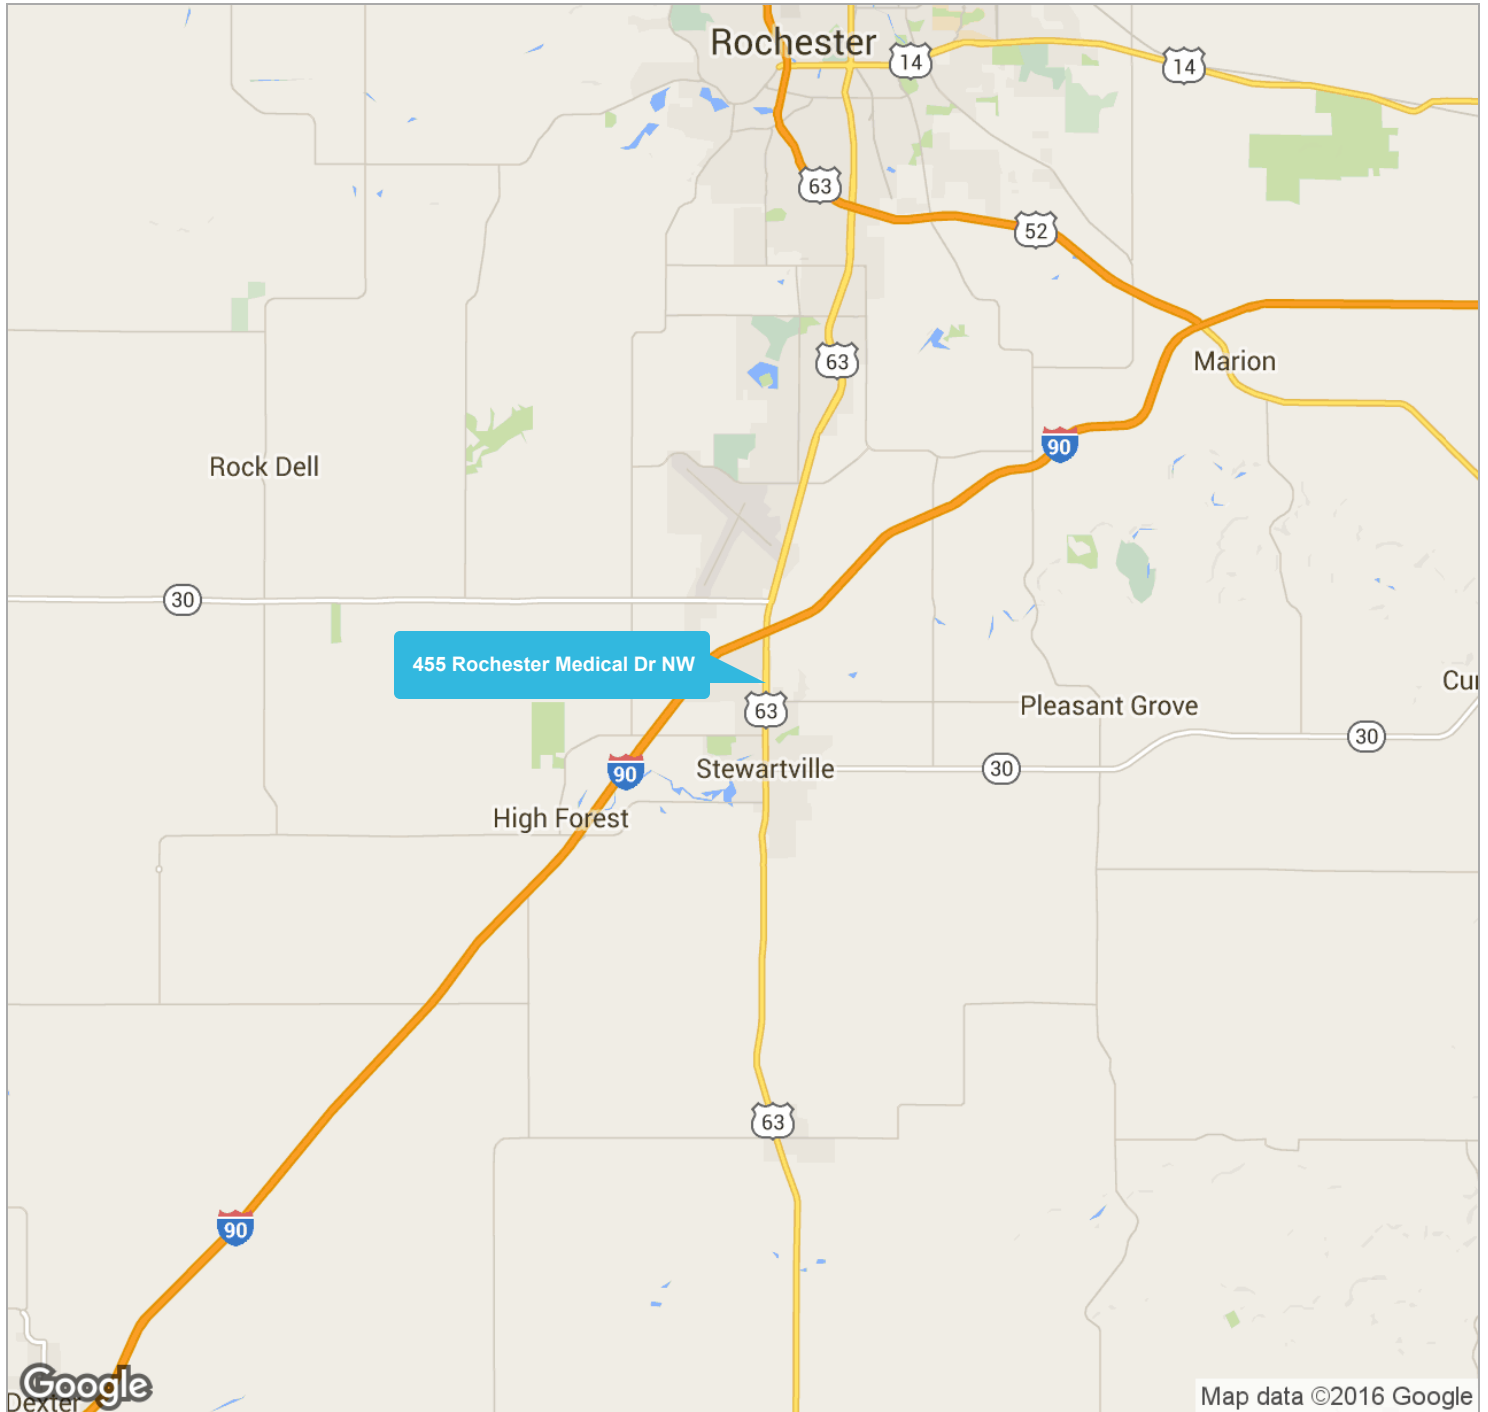 Rochester
14
14
63
52
63
Marion
90
Rock Dell
30
455 Rochester Medical Dr NW
Cur
63
Pleasant Grove
30
90
Stewartville
30
High Forest
63
90
Google
Dexter
Map data ©2016 Google